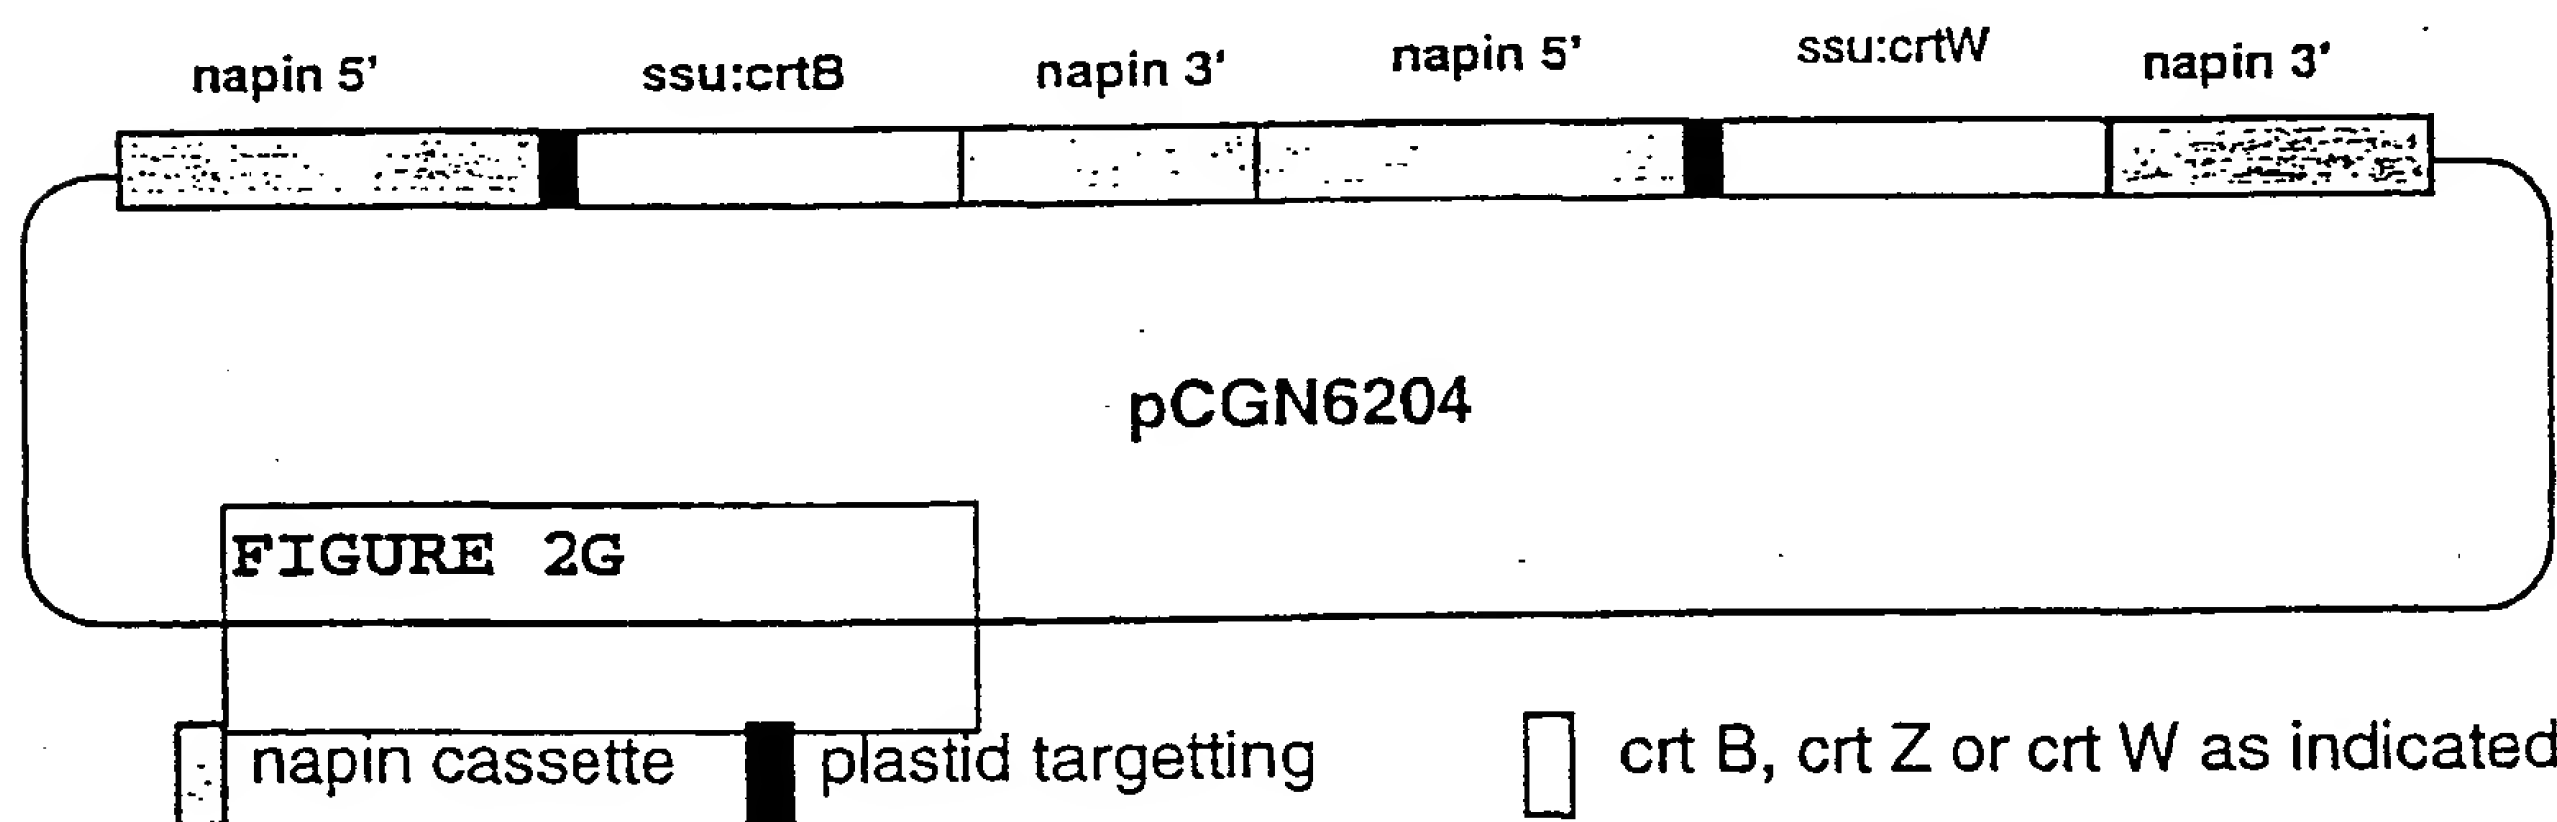 napin 5' ssu:crtB napin 3' napin 5' ssu:crtW napin 3'
pCGN6204
FIGURE 2G
napin cassette plastid targetting crt B, crt Z or crt W as indicated